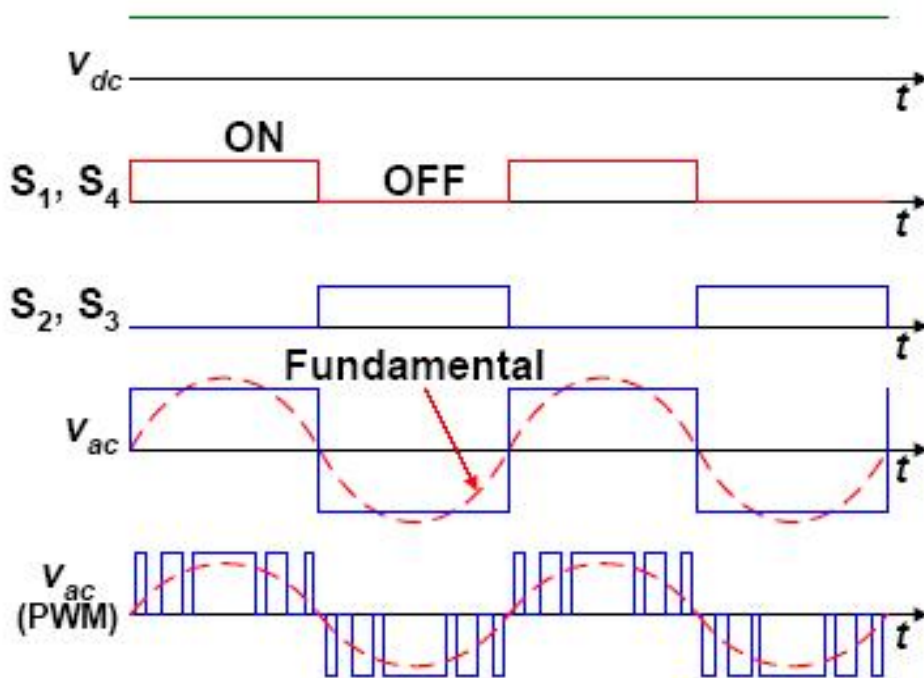 V dc
t
ON
S1, S4
OFF
t
S2, S3
t
Fundamental
V ac
t
V ac
(PWM)
t